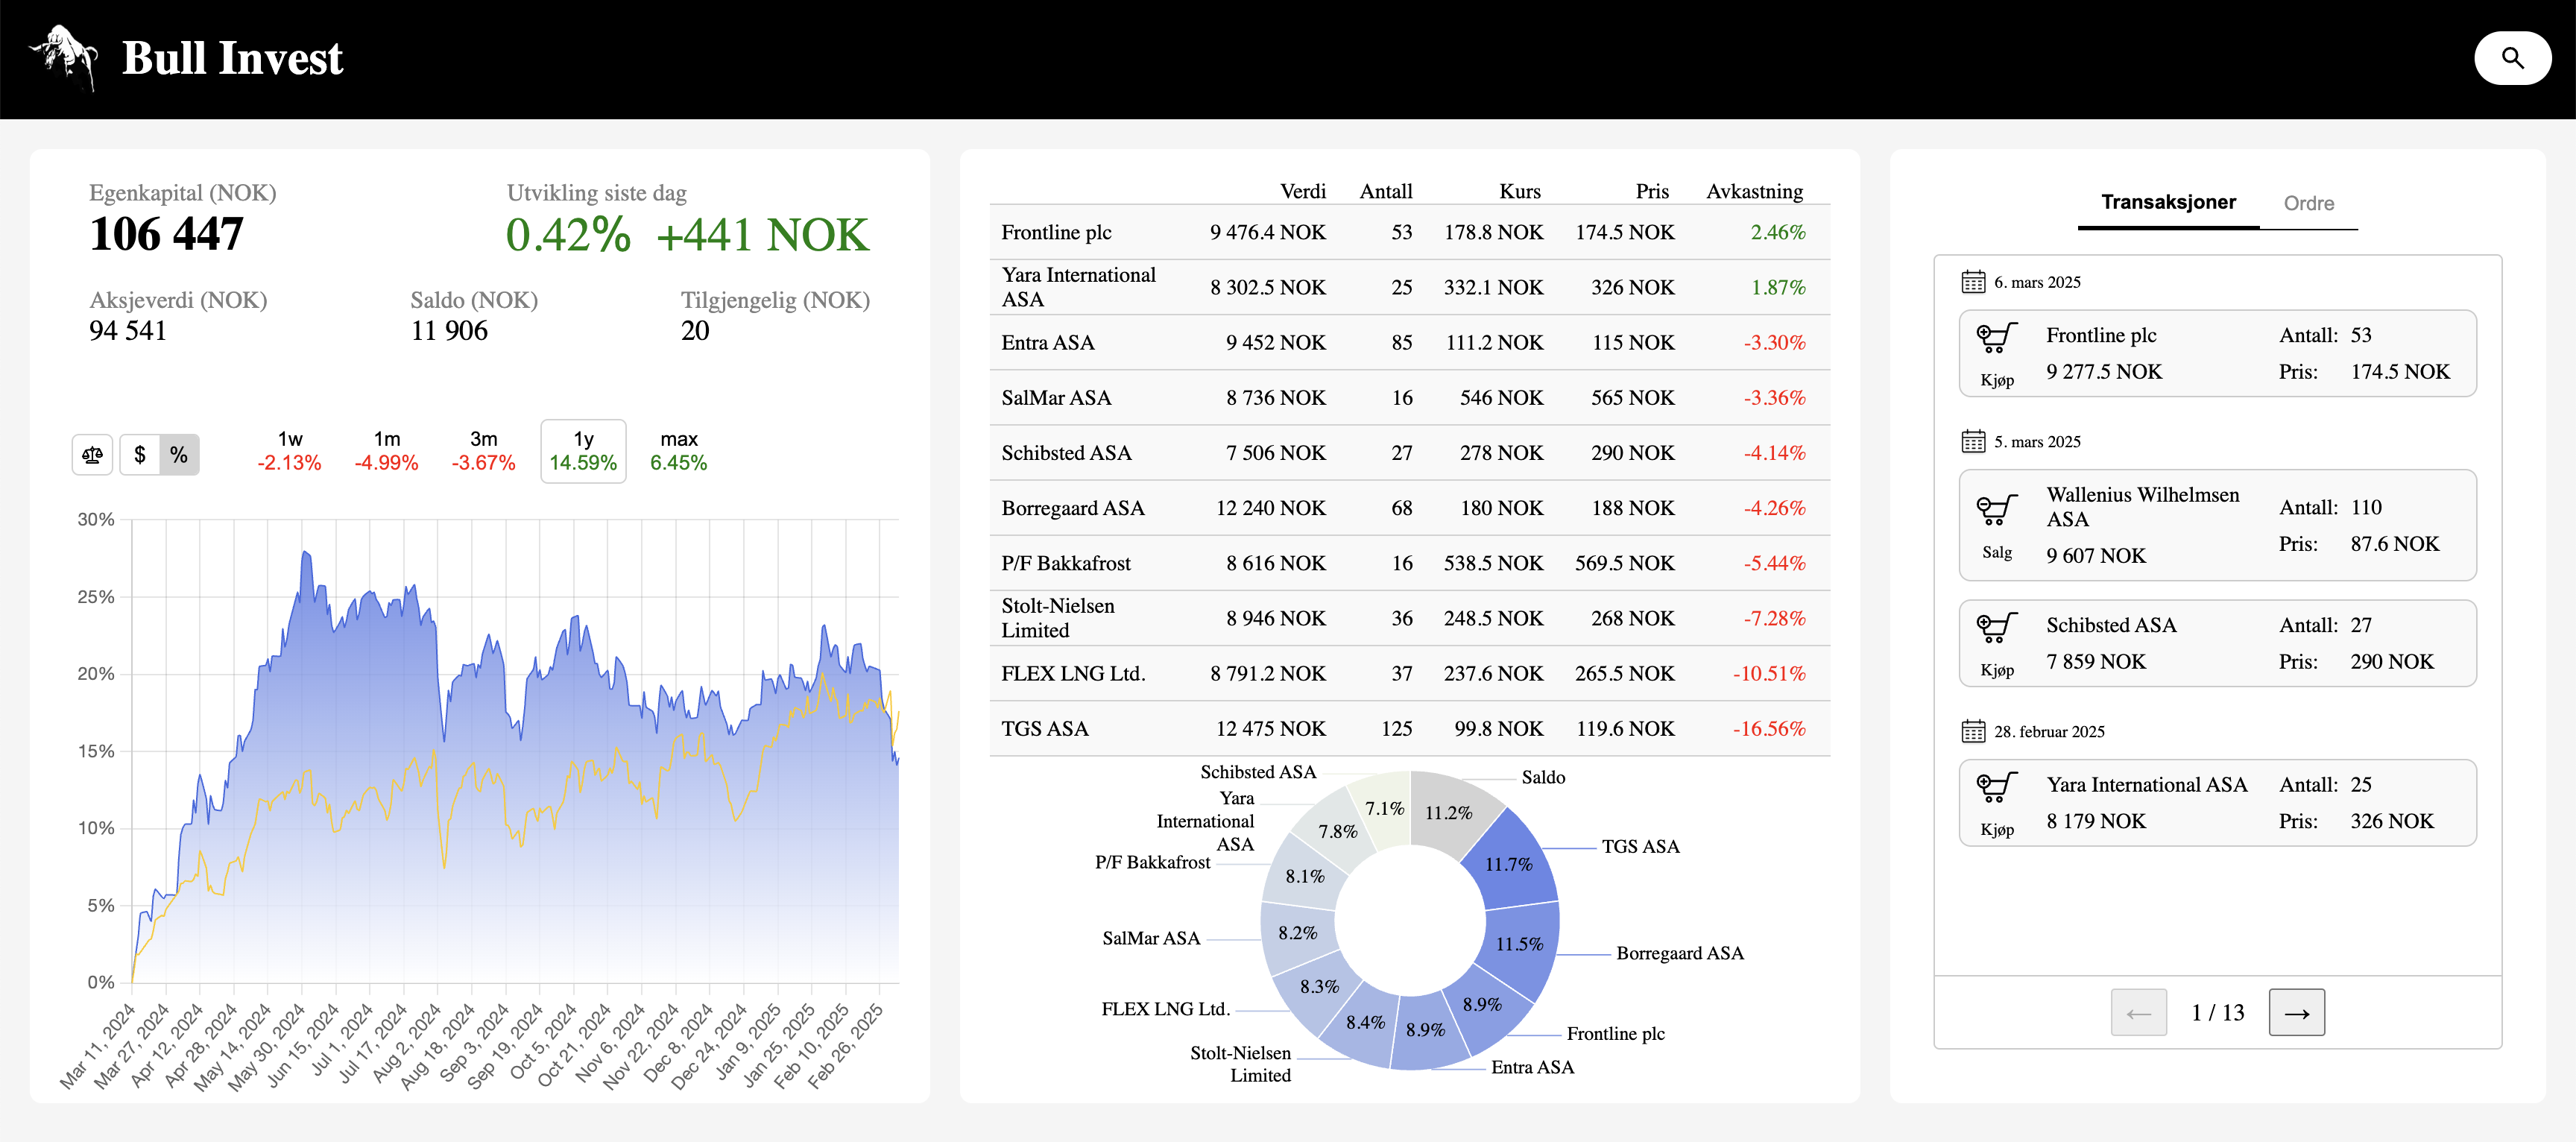 Bull Invest
Egenkapital (NOK)
106 447
Utvikling siste dag
0.42% +441 NOK
Aksjeverdi (NOK)
94 541
Saldo (NOK)
11 906
Tilgjengelig (NOK)
20
$ %
1w
-2.13%
1m
-4.99%
3m
-3.67%
1y
14.59%
max
6.45%
30%
25%
20%
15%
10%
5%
0%
Mar 11, 2024
Mar 27, 2024
Apr 12, 2024
Apr 28, 2024
May 14, 2024
May 30, 2024
Jun 15, 2024
Jul 1, 2024
Jul 17, 2024
Aug 2, 2024
Aug 18, 2024
Sep 3, 2024
Sep 19, 2024
Oct 5, 2024
Oct 21, 2024
Nov 6, 2024
Nov 22, 2024
Dec 8, 2024
Dec 24, 2024
Jan 9, 2025
Jan 25, 2025
Feb 10, 2025
Feb 26, 2025
Verdi Antall Kurs Pris Avkastning
Frontline plc 9 476.4 NOK 53 178.8 NOK 174.5 NOK 2.46%
Yara International
ASA 8 302.5 NOK 25 332.1 NOK 326 NOK 1.87%
Entra ASA 9 452 NOK 85 111.2 NOK 115 NOK -3.30%
SalMar ASA 8 736 NOK 16 546 NOK 565 NOK -3.36%
Schibsted ASA 7 506 NOK 27 278 NOK 290 NOK -4.14%
Borregaard ASA 12 240 NOK 68 180 NOK 188 NOK -4.26%
P/F Bakkafrost 8 616 NOK 16 538.5 NOK 569.5 NOK -5.44%
Stolt-Nielsen
Limited 8 946 NOK 36 248.5 NOK 268 NOK -7.28%
FLEX LNG Ltd. 8 791.2 NOK 37 237.6 NOK 265.5 NOK -10.51%
TGS ASA 12 475 NOK 125 99.8 NOK 119.6 NOK -16.56%
Saldo
11.2%
TGS ASA
11.7%
Borregaard ASA
11.5%
Frontline plc
8.9%
Entra ASA
8.9%
Stolt-Nielsen
Limited
8.4%
FLEX LNG Ltd.
8.3%
SalMar ASA
8.2%
P/F Bakkafrost
8.1%
Yara
International
ASA
7.8%
Schibsted ASA
7.1%
Transaksjoner Ordre
6. mars 2025
Kjøp
Frontline plc
9 277.5 NOK
Antall: 53
Pris: 174.5 NOK
5. mars 2025
Salg
Wallenius Wilhelmsen
ASA
9 607 NOK
Antall: 110
Pris: 87.6 NOK
Kjøp
Schibsted ASA
7 859 NOK
Antall: 27
Pris: 290 NOK
28. februar 2025
Kjøp
Yara International ASA
8 179 NOK
Antall: 25
Pris: 326 NOK
← 1 / 13 →